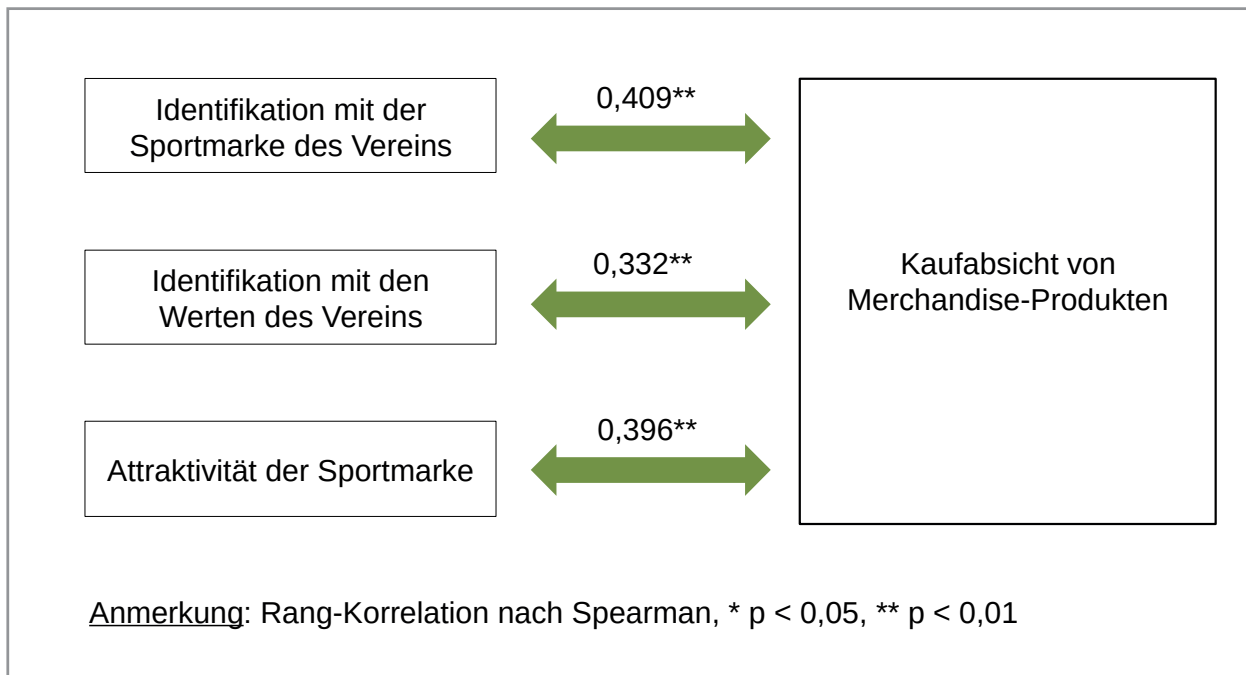 Identifikation mit der
Sportmarke des Vereins
0,409**
Identifikation mit den
Werten des Vereins
0,332**
Kaufabsicht von
Merchandise-Produkten
Attraktivität der Sportmarke
0,396**
Anmerkung: Rang-Korrelation nach Spearman, * p < 0,05, ** p < 0,01